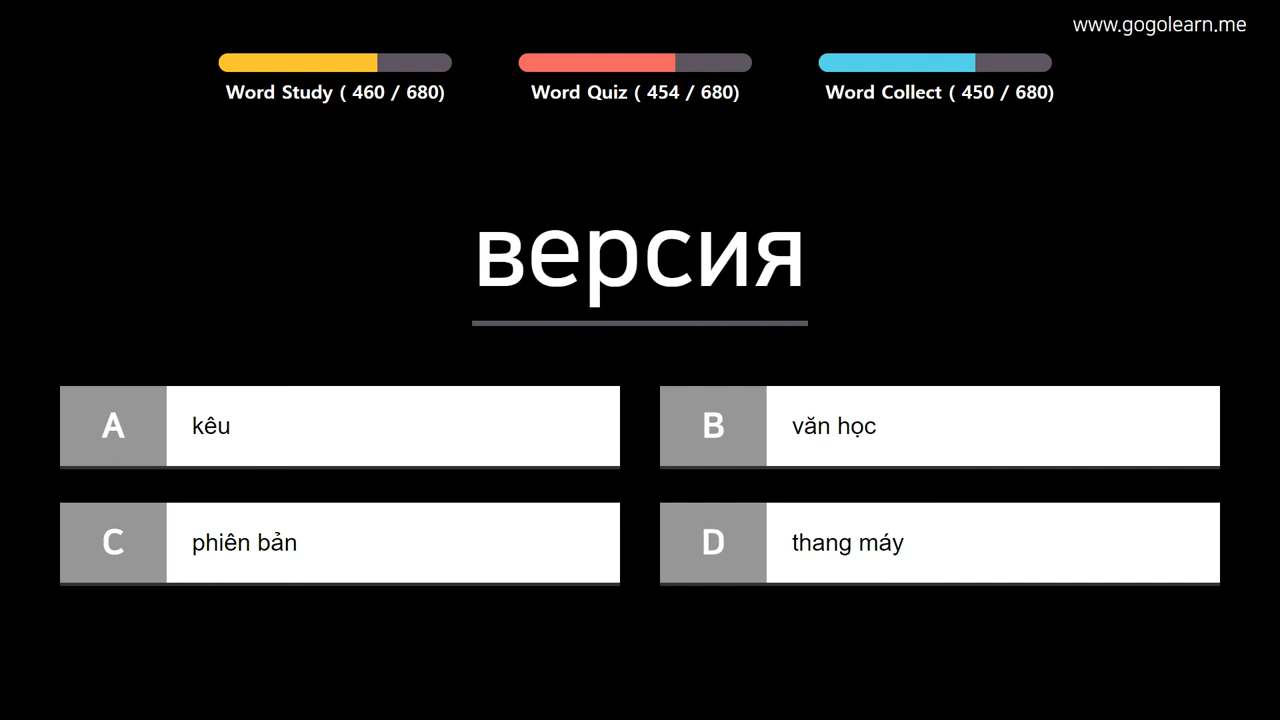 www.gogolearn.me
Word Study ( 460 / 680)
Word Quiz ( 454 / 680)
Word Collect ( 450 / 680)
версия
A kêu
B văn học
C phiên bản
D thang máy